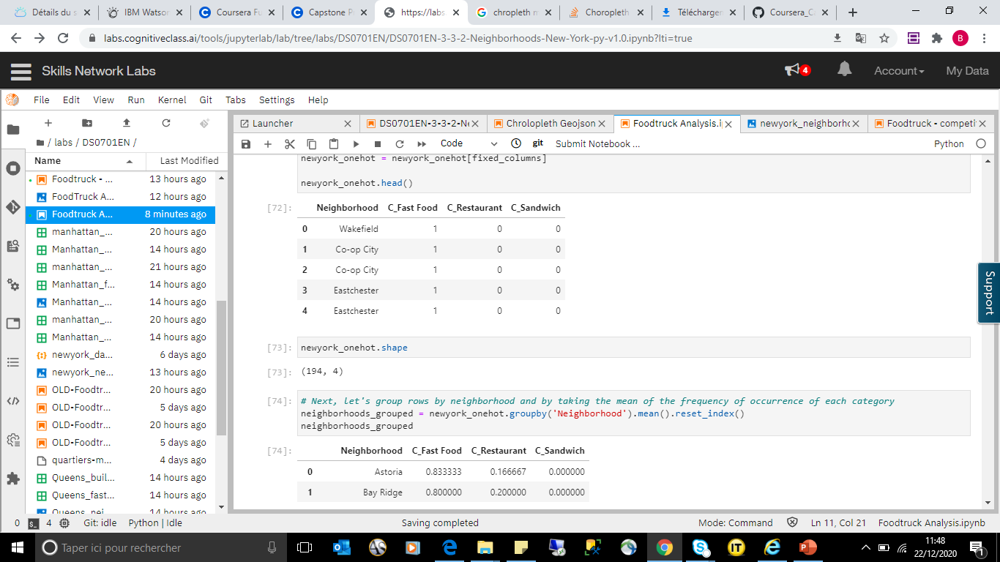 Détails du s
IBM Watsor
Coursera Fu
Capstone P
https://labs
chropleth m
Choropleth
Télécharger
Coursera_C
labs.cognitiveclass.ai/tools/jupyterlab/lab/tree/labs/DS0701EN/DS0701EN-3-3-2-Neighborhoods-New-York-py-v1.0.ipynb?lti=true
B
Skills Network Labs
4
Account
My Data
File Edit View Run Kernel Git Tabs Settings Help
Launcher
DS0701EN-3-3-2-Ne
Chrolopleth Geojson
Foodtruck Analysis.i
newyork_neighborho
Foodtruck - competi
/ labs / DS0701EN /
Code
git
Submit Notebook ...
Python
Name
Last Modified
Foodtruck - ... 13 hours ago
FoodTruck A... 12 hours ago
Foodtruck A... 8 minutes ago
manhattan_... 20 hours ago
Manhattan_... 14 hours ago
manhattan_... 21 hours ago
Manhattan_f... 14 hours ago
Manhattan_... 14 hours ago
manhattan_... 20 hours ago
Manhattan_... 14 hours ago
newyork_da... 6 days ago
newyork_ne... 13 hours ago
OLD-Foodtr... 20 hours ago
OLD-Foodtr... 5 days ago
OLD-Foodtr... 20 hours ago
OLD-Foodtr... 5 days ago
quartiers-m... 4 days ago
Queens_buil... 14 hours ago
Queens_fast... 14 hours ago
Queens_nei 14 hours ago
newyork_onehot = newyork_onehot[fixed_columns]
newyork_onehot.head()
[72]:
Neighborhood C_Fast Food C_Restaurant C_Sandwich
0 Wakefield 1 0 0
1 Co-op City 1 0 0
2 Co-op City 1 0 0
3 Eastchester 1 0 0
4 Eastchester 1 0 0
[73]: newyork_onehot.shape
[73]: (194, 4)
[74]: # Next, let's group rows by neighborhood and by taking the mean of the frequency of occurrence of each category
neighborhoods_grouped = newyork_onehot.groupby('Neighborhood').mean().reset_index()
neighborhoods_grouped
[74]:
Neighborhood C_Fast Food C_Restaurant C_Sandwich
0 Astoria 0.833333 0.166667 0.000000
1 Bay Ridge 0.800000 0.200000 0.000000
Support
0 4 Git: idle Python | Idle Saving completed Mode: Command Ln 11, Col 21 Foodtruck Analysis.ipynb
Taper ici pour rechercher
11:48
22/12/2020
1